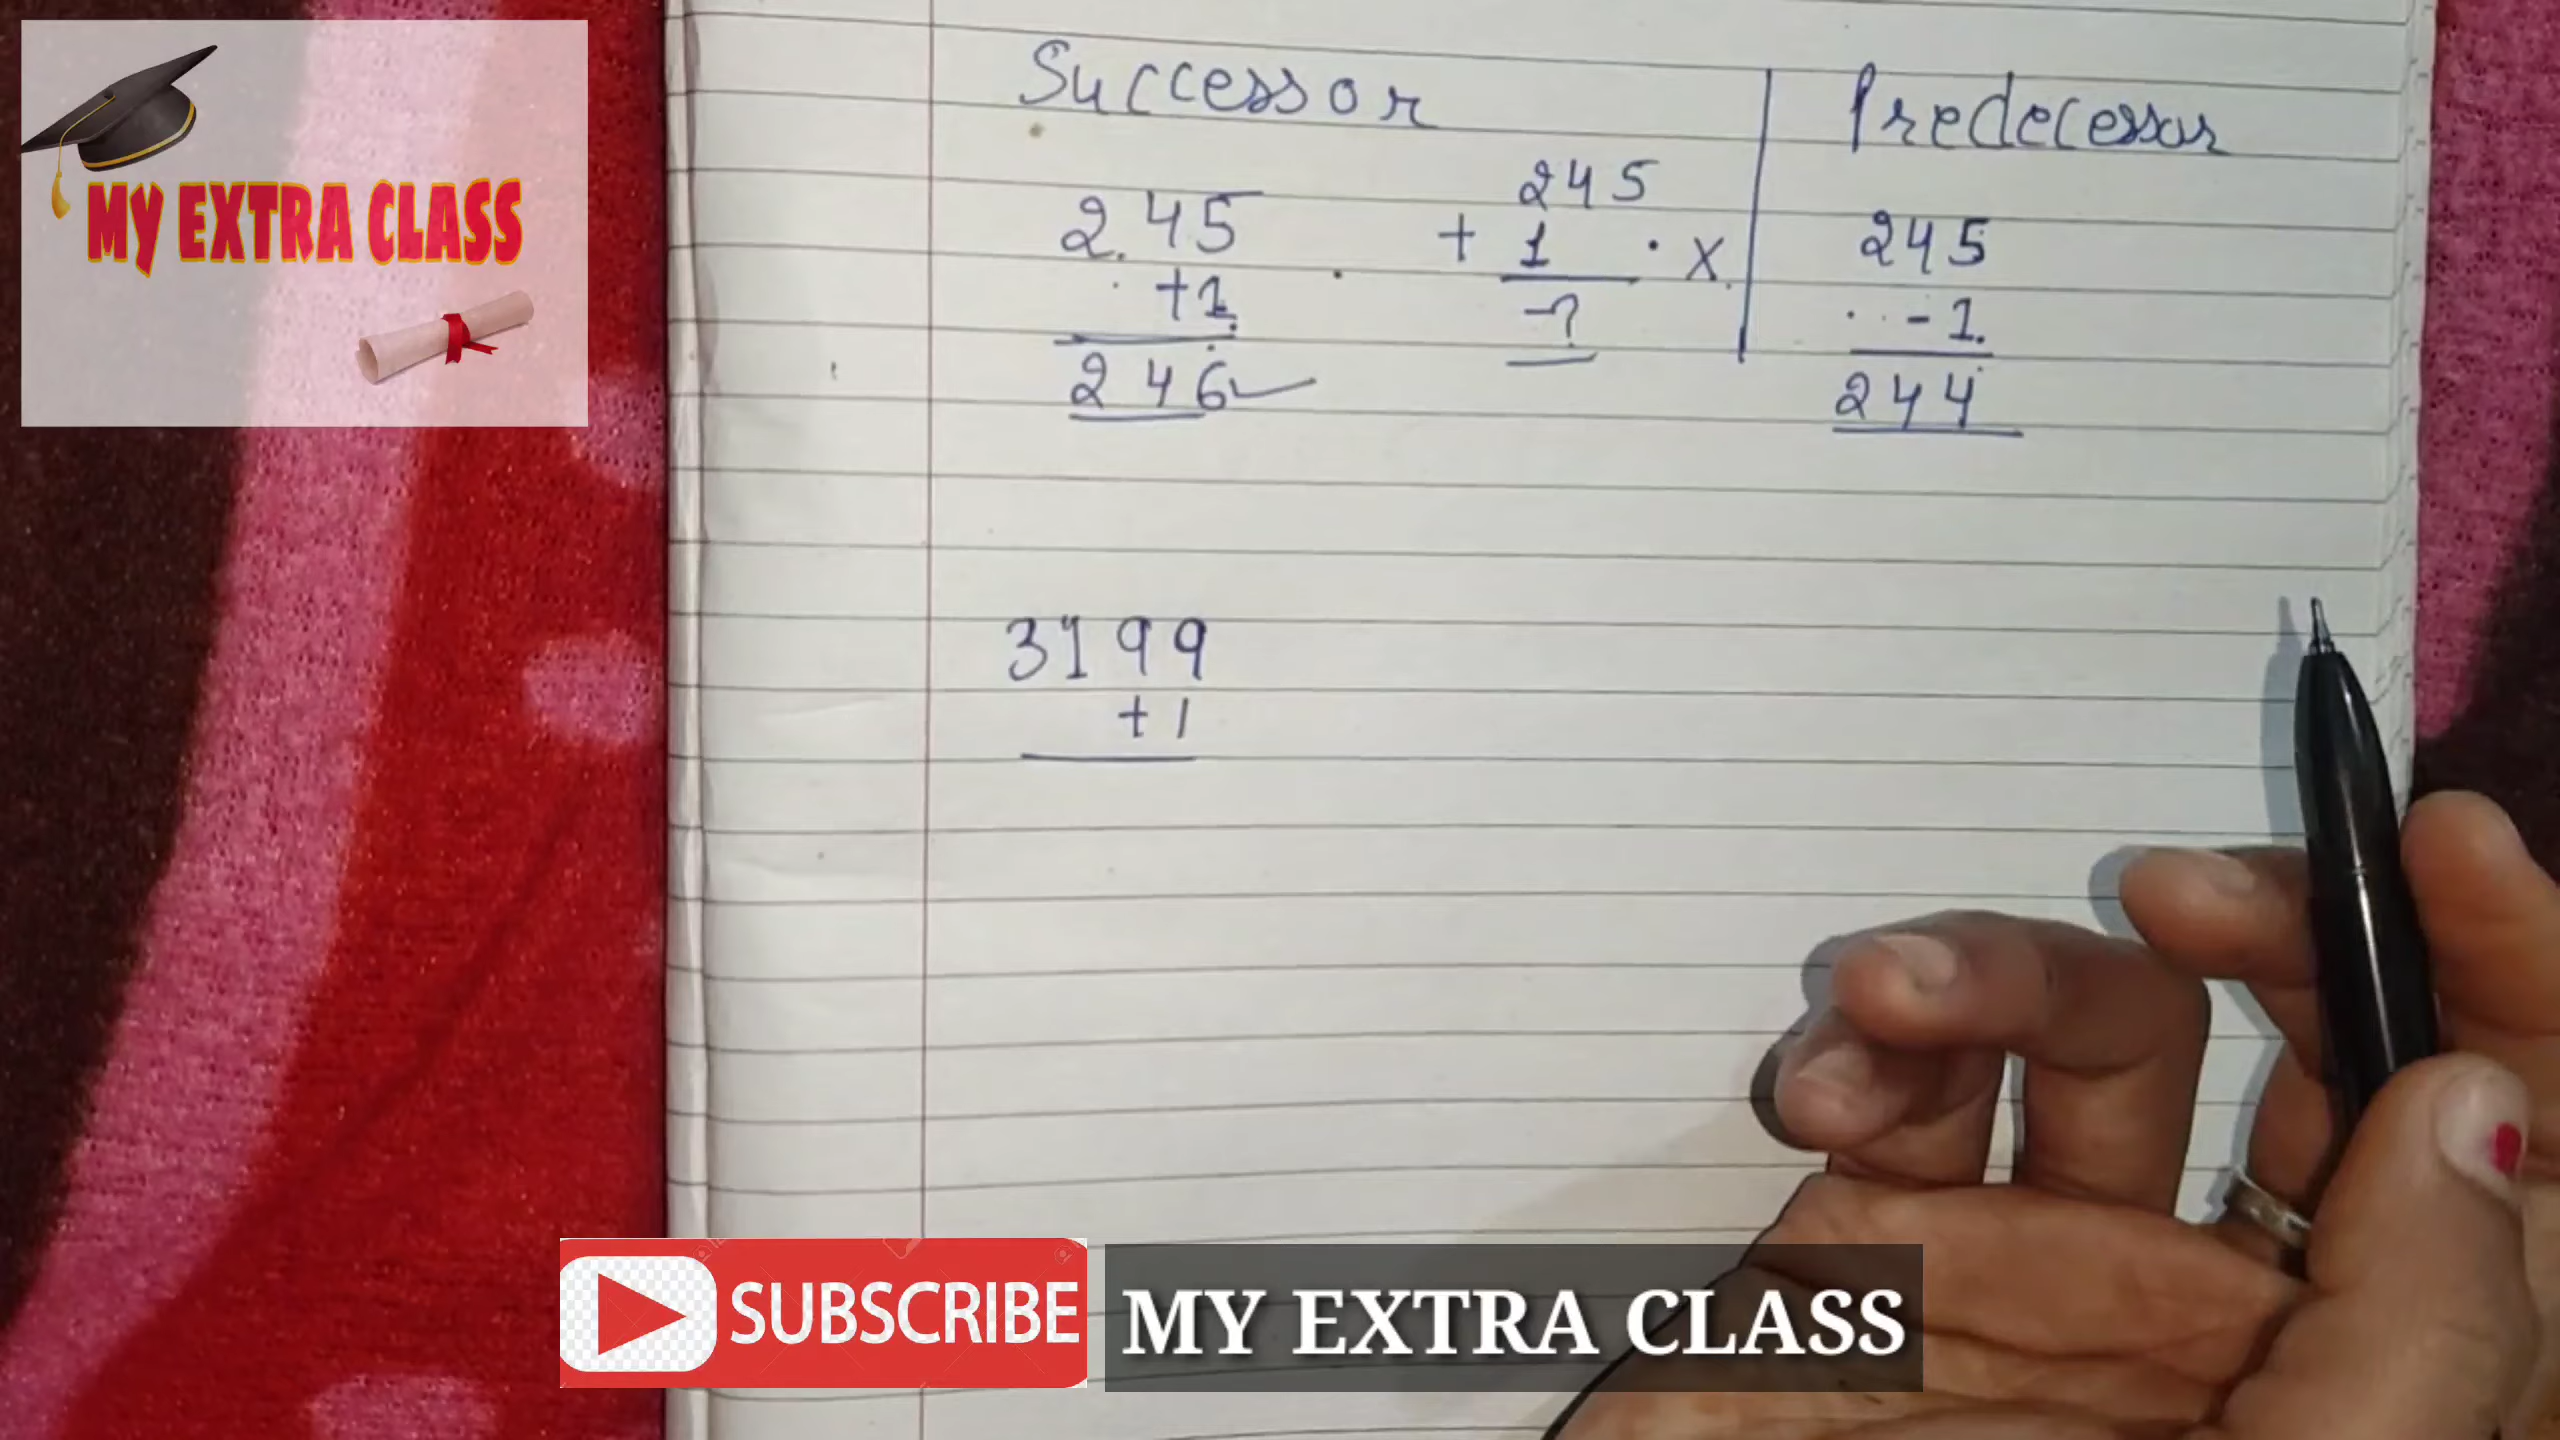 MY EXTRA CLASS
Successor
Predecessor
245
+1
246
245
+ 1 x
?
245
-1
244
3199
+1
SUBSCRIBE
MY EXTRA CLASS